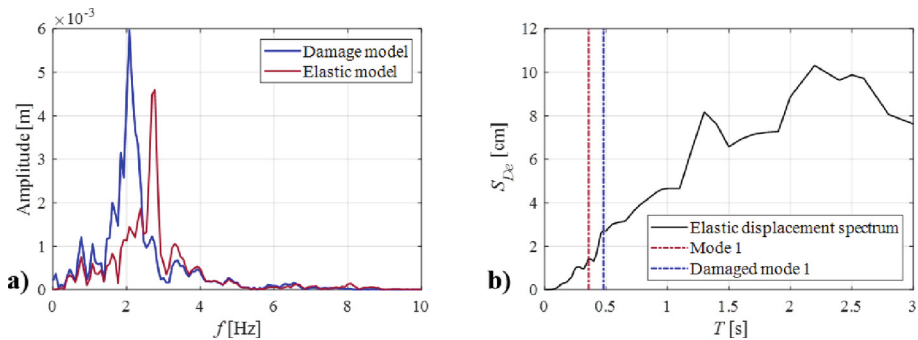 ×10⁻³
6
5
4
3
2
1
0
0 2 4 6 8 10
Amplitude [m]
f [Hz]
Damage model
Elastic model
a)
12
10
8
6
4
2
0
0 0.5 1 1.5 2 2.5 3
S_De [cm]
T [s]
Elastic displacement spectrum
Mode 1
Damaged mode 1
b)